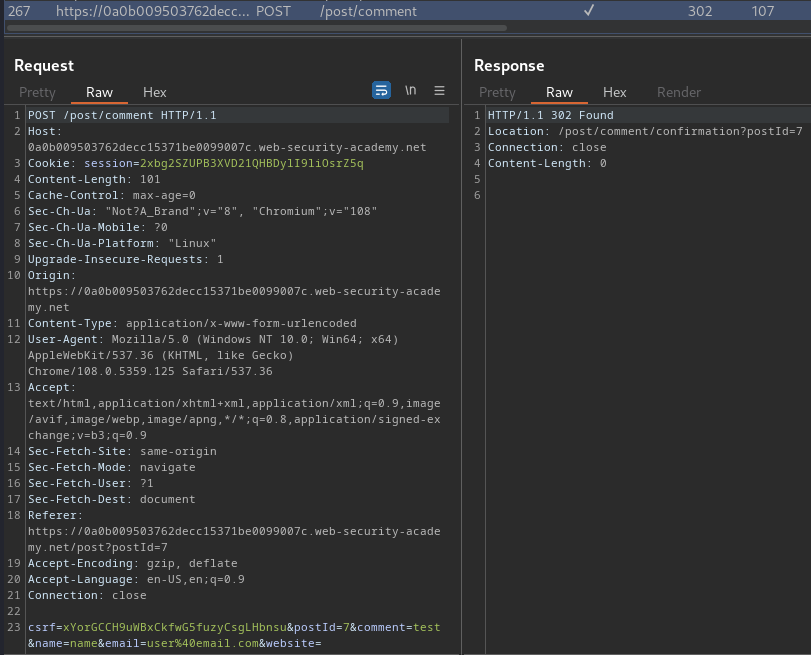 267 https://0a0b009503762decc... POST /post/comment ✓ 302 107
Request
Pretty Raw Hex \n
1 POST /post/comment HTTP/1.1
2 Host:
0a0b009503762decc15371be0099007c.web-security-academy.net
3 Cookie: session=2xbg2SZUPB3XVD21QHBDylI9liOsrZ5q
4 Content-Length: 101
5 Cache-Control: max-age=0
6 Sec-Ch-Ua: "Not?A_Brand";v="8", "Chromium";v="108"
7 Sec-Ch-Ua-Mobile: ?0
8 Sec-Ch-Ua-Platform: "Linux"
9 Upgrade-Insecure-Requests: 1
10 Origin:
https://0a0b009503762decc15371be0099007c.web-security-acade
my.net
11 Content-Type: application/x-www-form-urlencoded
12 User-Agent: Mozilla/5.0 (Windows NT 10.0; Win64; x64)
AppleWebKit/537.36 (KHTML, like Gecko)
Chrome/108.0.5359.125 Safari/537.36
13 Accept:
text/html,application/xhtml+xml,application/xml;q=0.9,image
/avif,image/webp,image/apng,*/*;q=0.8,application/signed-ex
change;v=b3;q=0.9
14 Sec-Fetch-Site: same-origin
15 Sec-Fetch-Mode: navigate
16 Sec-Fetch-User: ?1
17 Sec-Fetch-Dest: document
18 Referer:
https://0a0b009503762decc15371be0099007c.web-security-acade
my.net/post?postId=7
19 Accept-Encoding: gzip, deflate
20 Accept-Language: en-US,en;q=0.9
21 Connection: close
22
23 csrf=xYorGCCH9uWBxCkfwG5fuzyCsgLHbnsu&postId=7&comment=test
&name=name&email=user%40email.com&website=
Response
Pretty Raw Hex Render
1 HTTP/1.1 302 Found
2 Location: /post/comment/confirmation?postId=7
3 Connection: close
4 Content-Length: 0
5
6